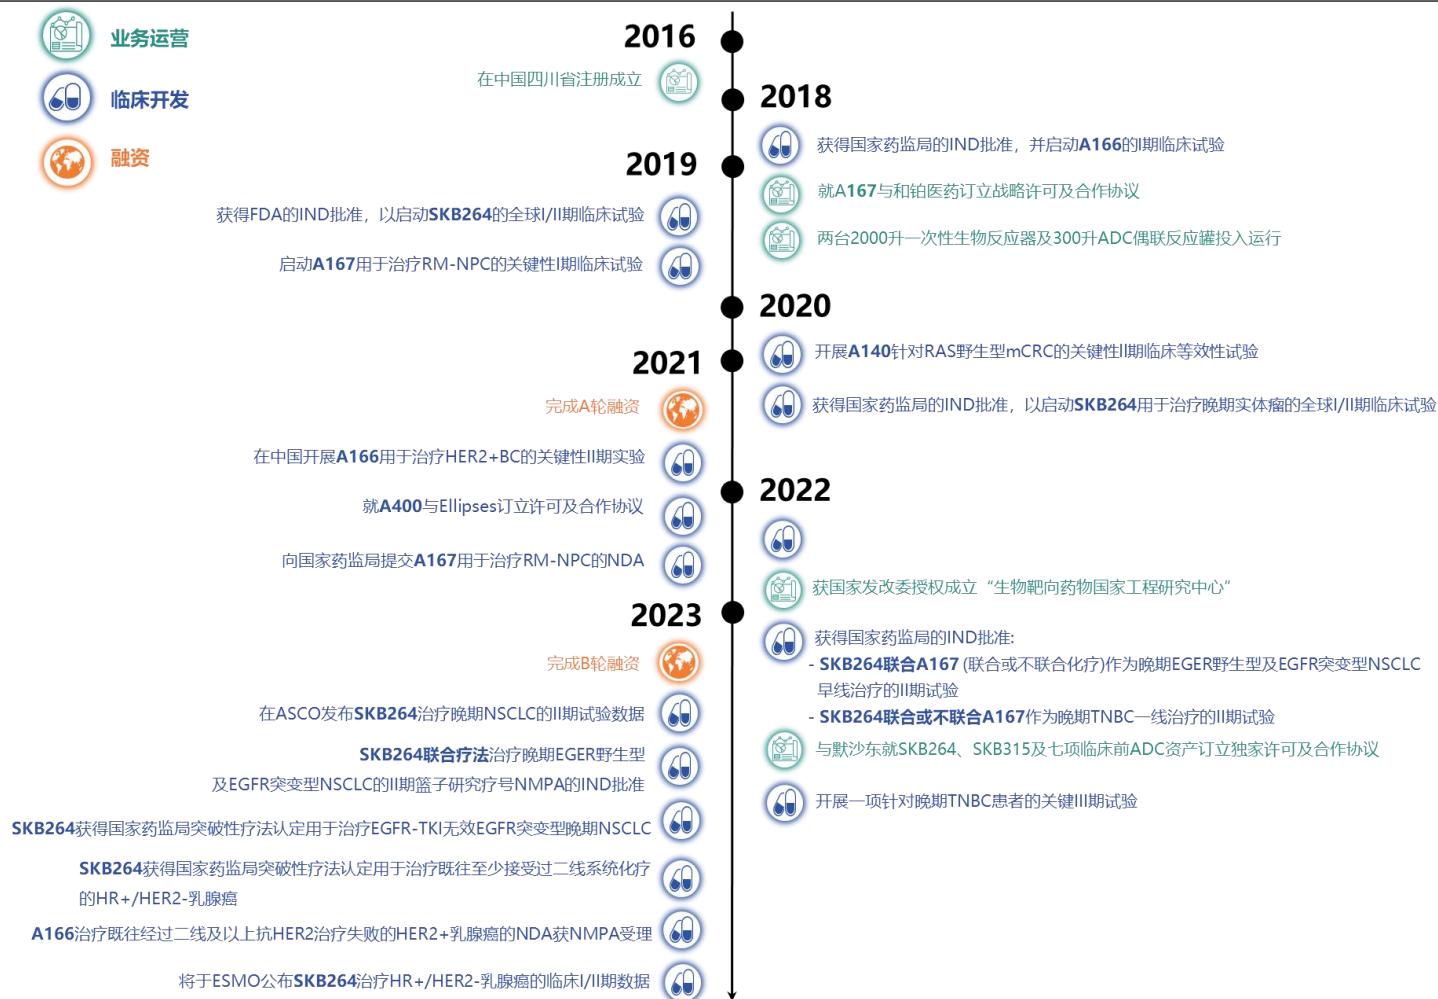 业务运营
临床开发
融资
2016
在中国四川省注册成立
2018
获得国家药监局的IND批准，并启动A166的I期临床试验
就A167与和铂医药订立战略许可及合作协议
两台2000升一次性生物反应器及300升ADC偶联反应罐投入运行
2019
获得FDA的IND批准，以启动SKB264的全球I/II期临床试验
启动A167用于治疗RM-NPC的关键性I期临床试验
2020
开展A140针对RAS野生型mCRC的关键性II期临床等效性试验
获得国家药监局的IND批准，以启动SKB264用于治疗晚期实体瘤的全球I/II期临床试验
2021
完成A轮融资
在中国开展A166用于治疗HER2+BC的关键性II期实验
就A400与Ellipses订立许可及合作协议
向国家药监局提交A167用于治疗RM-NPC的NDA
2022
获国家发改委授权成立“生物靶向药物国家工程研究中心”
获得国家药监局的IND批准:
- SKB264联合A167 (联合或不联合化疗)作为晚期EGER野生型及EGFR突变型NSCLC
早线治疗的II期试验
- SKB264联合或不联合A167作为晚期TNBC一线治疗的II期试验
与默沙东就SKB264、SKB315及七项临床前ADC资产订立独家许可及合作协议
开展一项针对晚期TNBC患者的关键III期试验
2023
完成B轮融资
在ASCO发布SKB264治疗晚期NSCLC的II期试验数据
SKB264联合疗法治疗晚期EGER野生型
及EGFR突变型NSCLC的II期篮子研究疗号NMPA的IND批准
SKB264获得国家药监局突破性疗法认定用于治疗EGFR-TKI无效EGFR突变型晚期NSCLC
SKB264获得国家药监局突破性疗法认定用于治疗既往至少接受过二线系统化疗
的HR+/HER2-乳腺癌
A166治疗既往经过二线及以上抗HER2治疗失败的HER2+乳腺癌的NDA获NMPA受理
将于ESMO公布SKB264治疗HR+/HER2-乳腺癌的临床I/II期数据